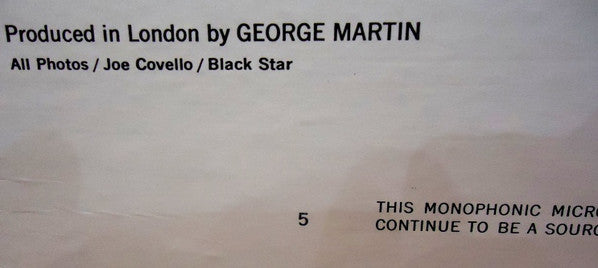 Produced in London by GEORGE MARTIN
All Photos / Joe Covello / Black Star
5
THIS MONOPHONIC
CONTINUE TO BE A